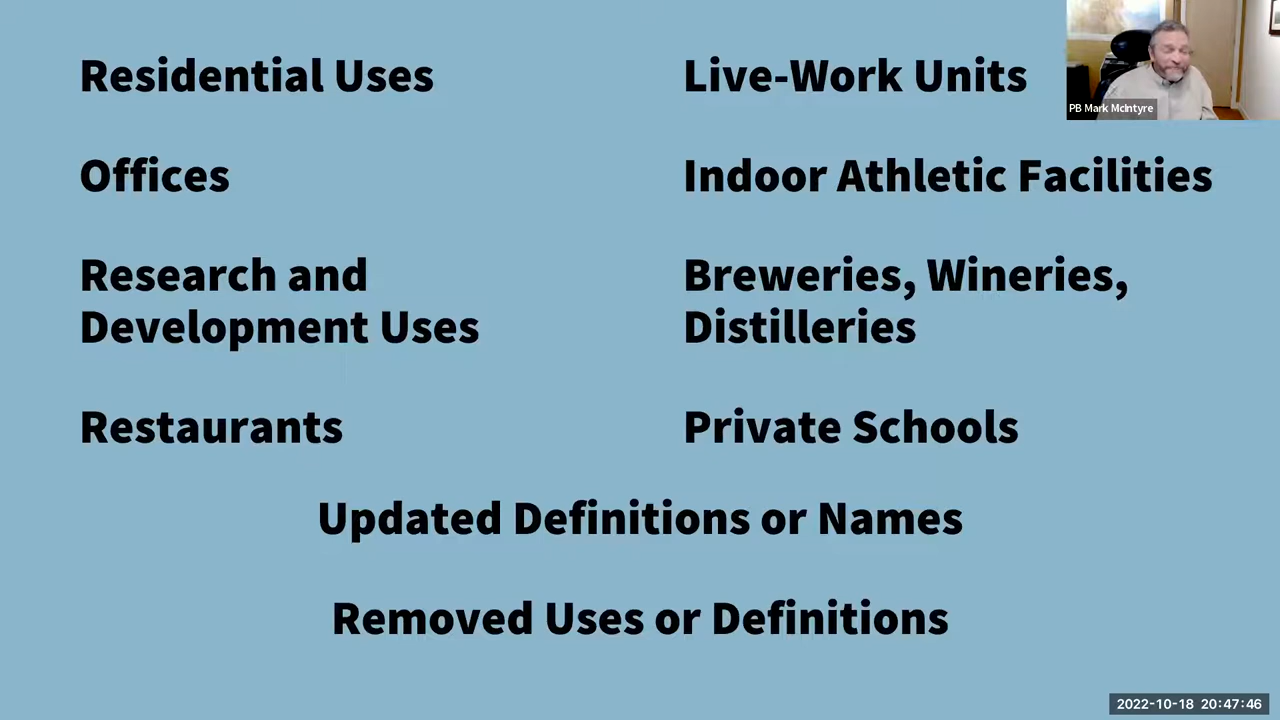 Residential Uses
Live-Work Units
PB Mark McIntyre
Offices
Indoor Athletic Facilities
Research and
Development Uses
Breweries, Wineries,
Distilleries
Restaurants
Private Schools
Updated Definitions or Names
Removed Uses or Definitions
2022-10-18 20:47:46